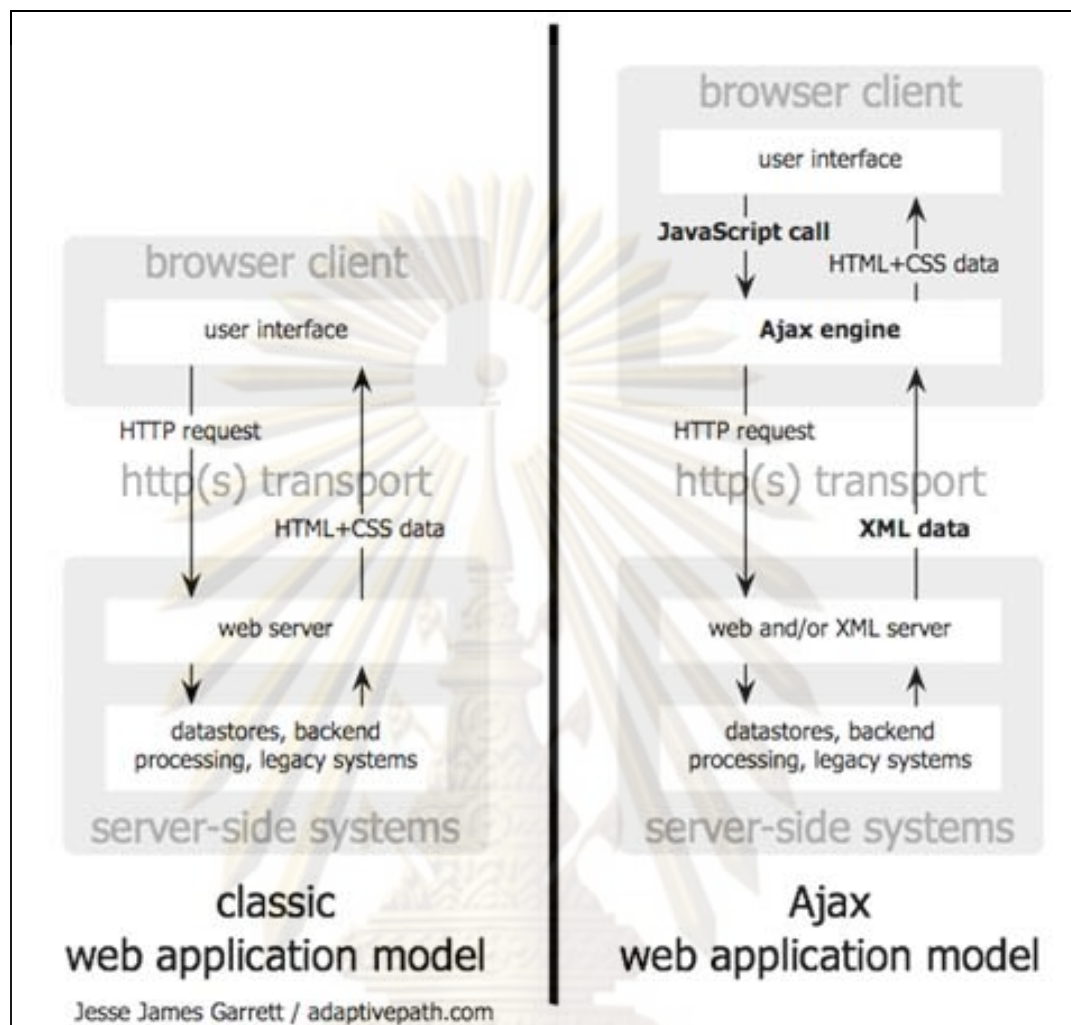 browser client
user interface
HTTP request
http(s) transport
HTML+CSS data
web server
datastores, backend
processing, legacy systems
server-side systems
classic
web application model
Jesse James Garrett / adaptivepath.com
browser client
user interface
JavaScript call
HTML+CSS data
Ajax engine
HTTP request
http(s) transport
XML data
web and/or XML server
datastores, backend
processing, legacy systems
server-side systems
Ajax
web application model